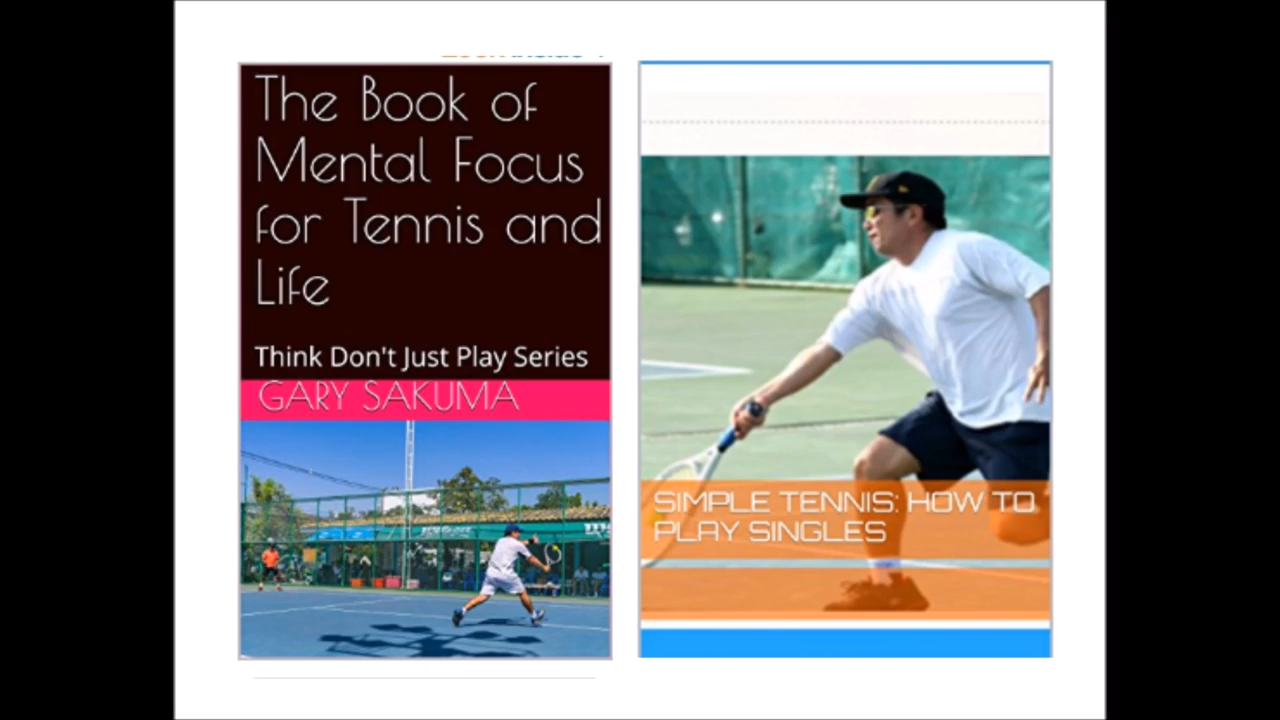 The Book of
Mental Focus
for Tennis and
Life
Think Don't Just Play Series
GARY SAKUMA
SIMPLE TENNIS: HOW TO
PLAY SINGLES